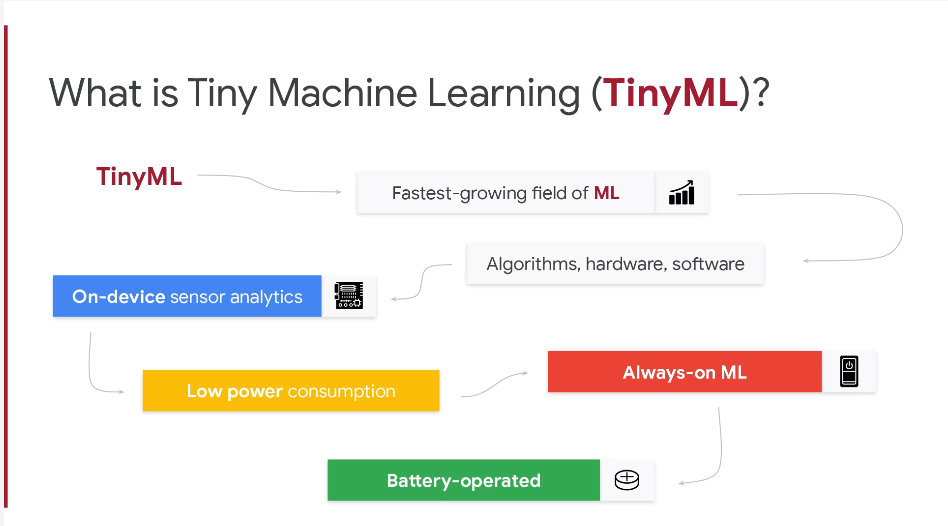 What is Tiny Machine Learning (TinyML)?
TinyML
Fastest-growing field of ML
Algorithms, hardware, software
On-device sensor analytics
Low power consumption
Always-on ML
Battery-operated